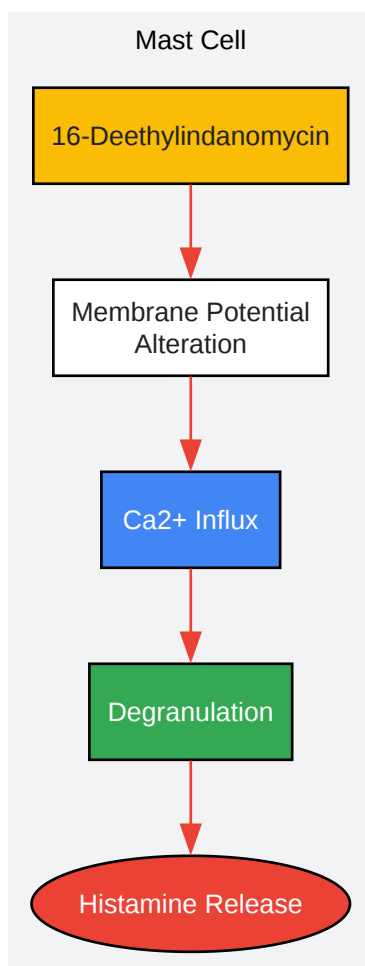 Mast Cell
16-Deethylindanomycin
Membrane Potential
Alteration
Ca2+ Influx
Degranulation
Histamine Release